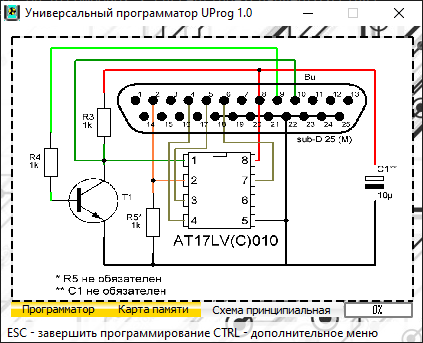 Универсальный программатор UProg 1.0
Bu
1 2 3 4 5 6 7 8 9 10 11 12 13
14 15 16 17 18 19 20 21 22 23 24 25
sub-D 25 (M)
R3
1k
R4
1k
T1
R5*
1k
1 8
2
3 7
4 5
AT17LV(C)010
C1**
10µ
* R5 не обязателен
** C1 не обязателен
Программатор Карта памяти Схема принципиальная 0%
ESC - завершить программирование CTRL - дополнительное меню